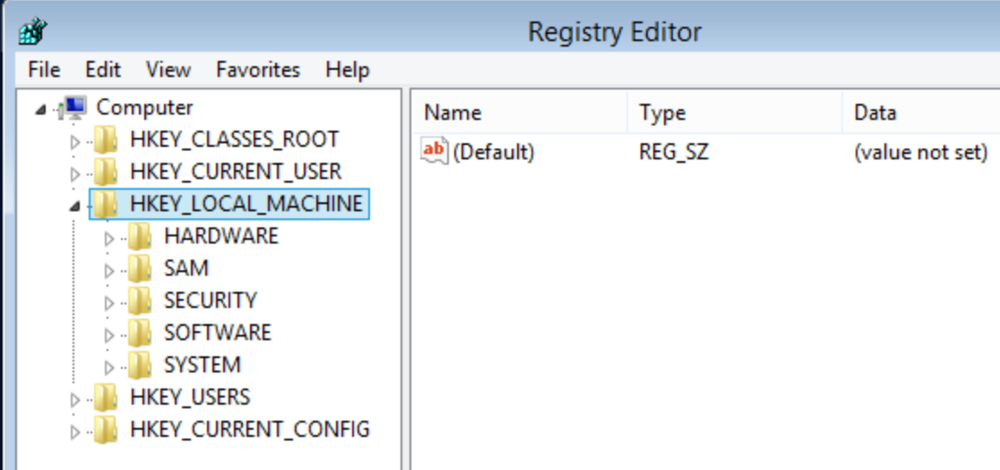 Registry Editor
File Edit View Favorites Help
Computer
HKEY_CLASSES_ROOT
HKEY_CURRENT_USER
HKEY_LOCAL_MACHINE
HARDWARE
SAM
SECURITY
SOFTWARE
SYSTEM
HKEY_USERS
HKEY_CURRENT_CONFIG
Name Type Data
ab (Default) REG_SZ (value not set)